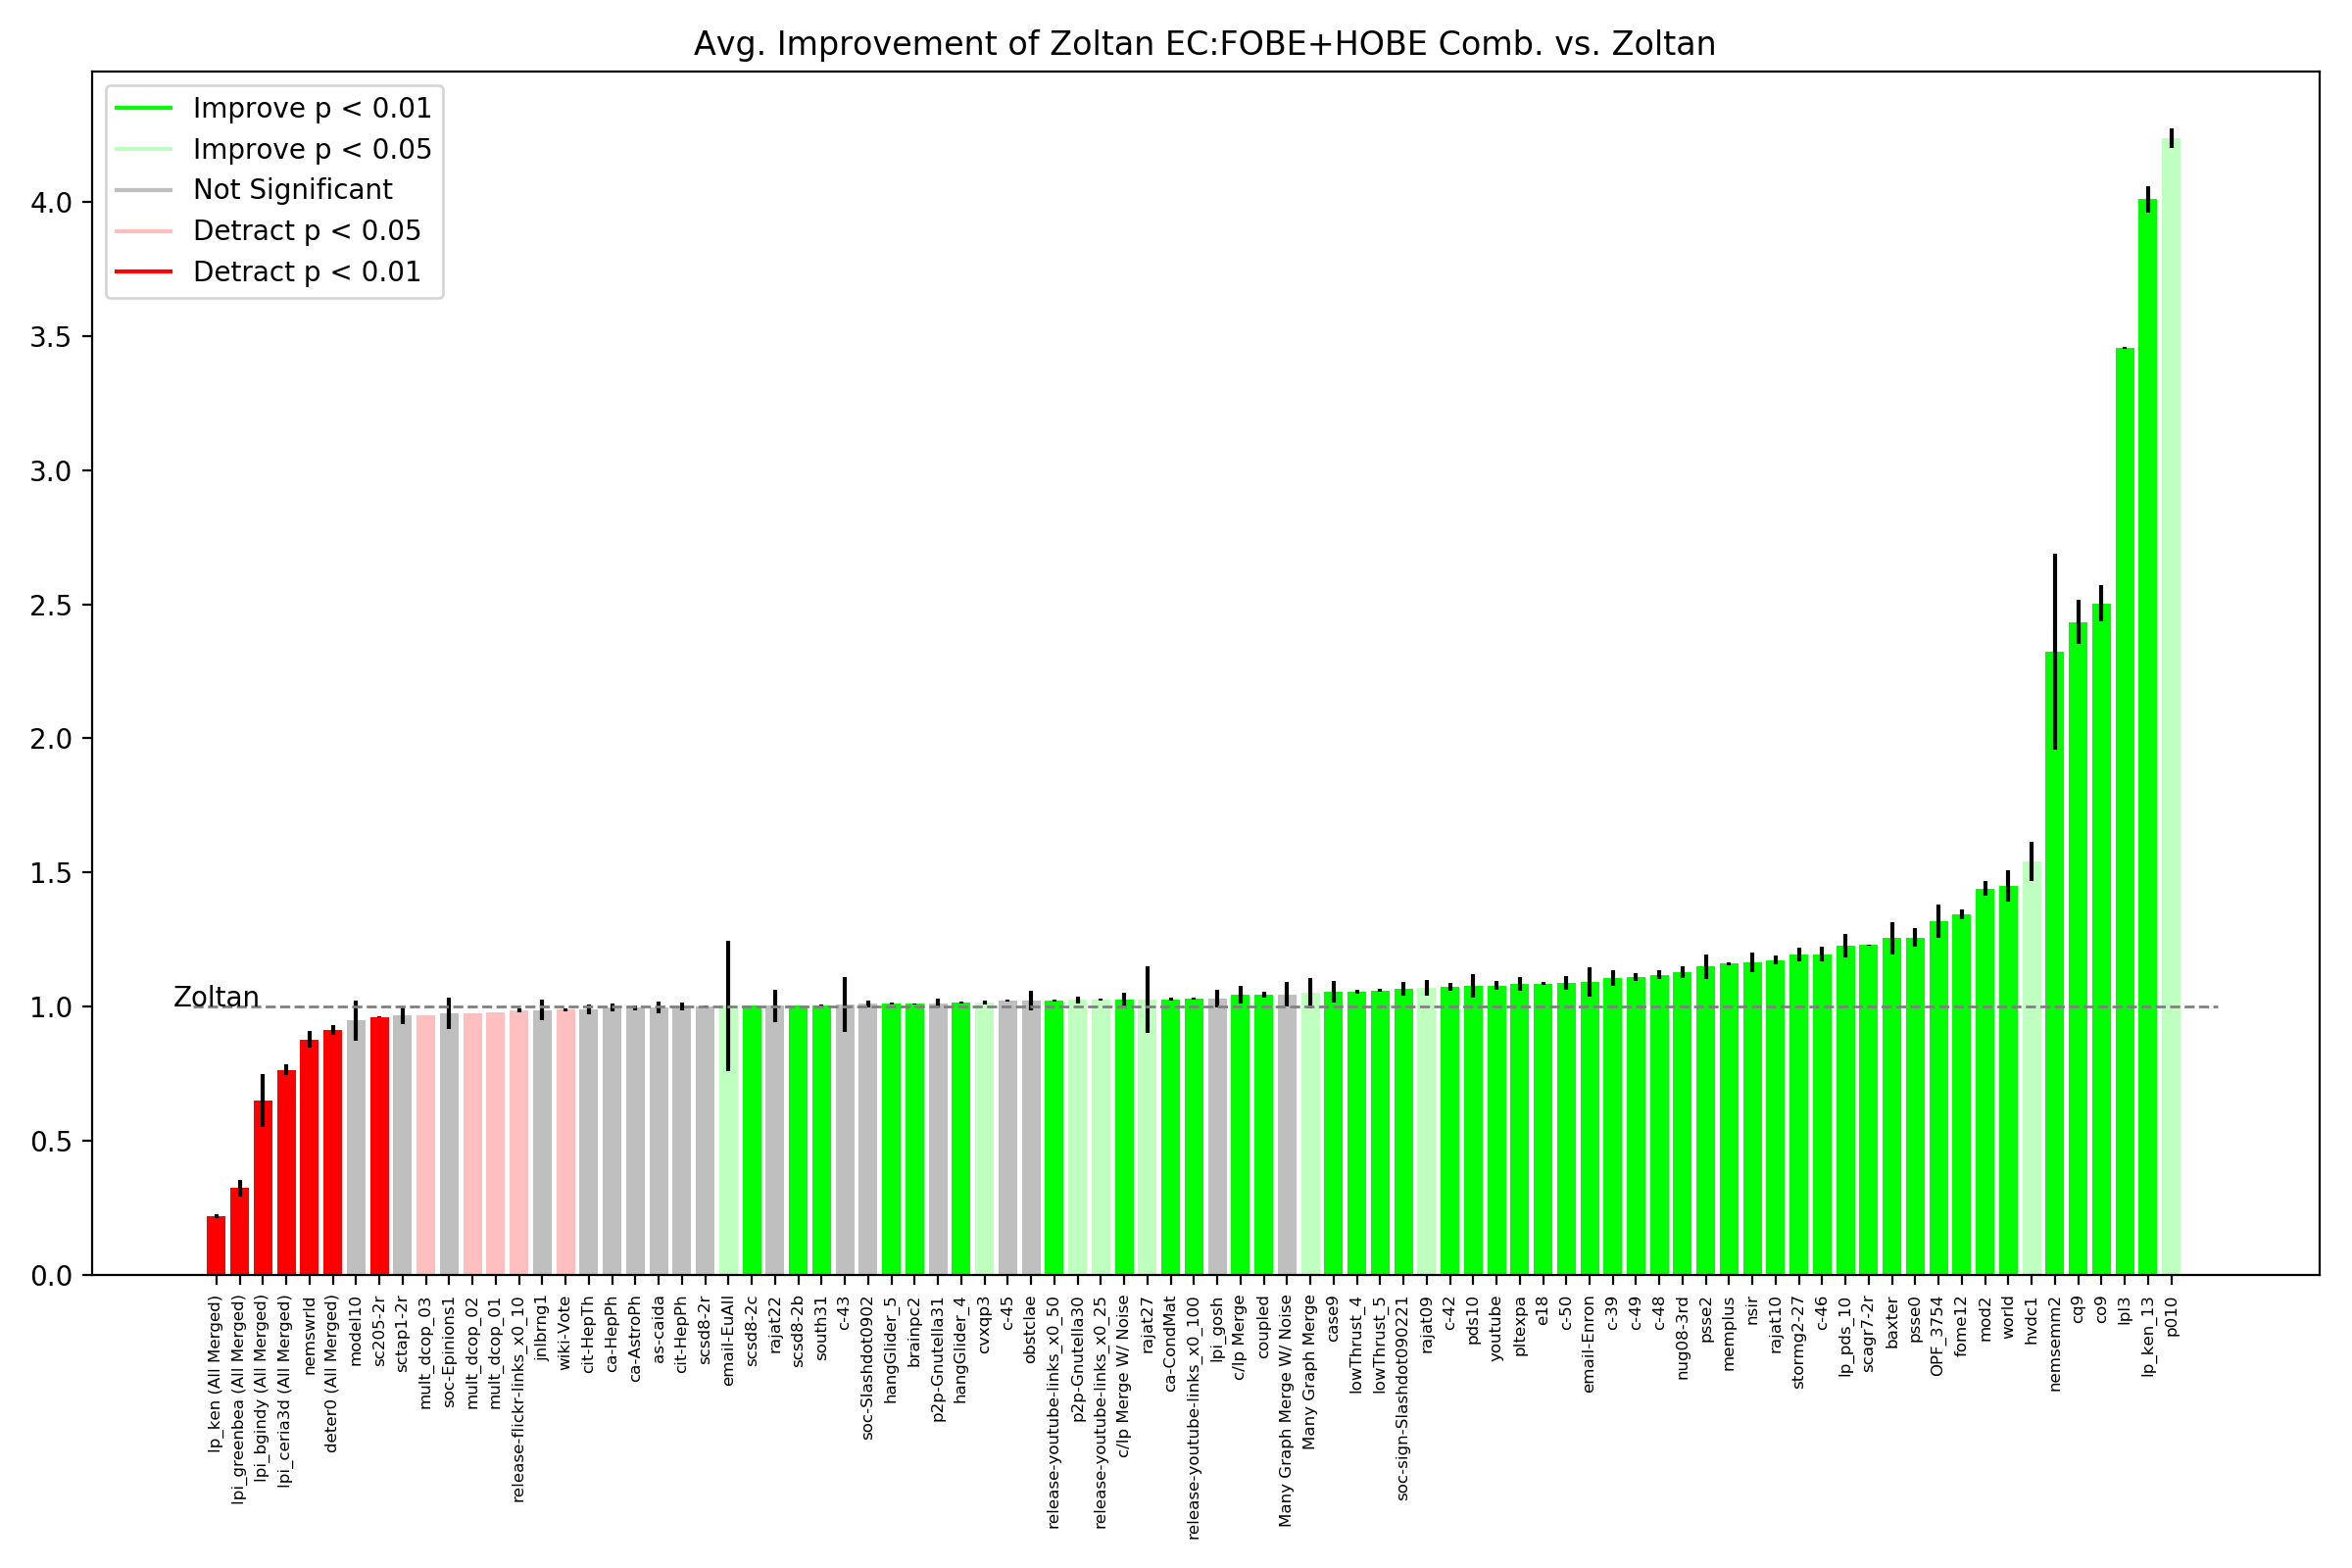 Avg. Improvement of Zoltan EC:FOBE+HOBE Comb. vs. Zoltan
Improve p < 0.01
Improve p < 0.05
Not Significant
Detract p < 0.05
Detract p < 0.01
4.0
3.5
3.0
2.5
2.0
1.5
1.0
0.5
0.0
Zoltan
lp_ken (All Merged)
lpi_greenbea (All Merged)
lpi_bgindy (All Merged)
lpi_ceria3d (All Merged)
nemswrld
deter0 (All Merged)
model10
sc205-2r
sctap1-2r
mult_dcop_03
soc-Epinions1
mult_dcop_02
mult_dcop_01
release-flickr-links_x0_10
jnlbrng1
wiki-Vote
cit-HepTh
ca-HepPh
ca-AstroPh
as-caida
cit-HepPh
scsd8-2r
email-EuAll
scsd8-2c
rajat22
scsd8-2b
south31
c-43
soc-Slashdot0902
hangGlider_5
brainpc2
p2p-Gnutella31
hangGlider_4
cvxqp3
c-45
obstclae
release-youtube-links_x0_50
p2p-Gnutella30
release-youtube-links_x0_25
c/lp Merge W/ Noise
rajat27
ca-CondMat
release-youtube-links_x0_100
lpi_gosh
c/lp Merge
coupled
Many Graph Merge W/ Noise
Many Graph Merge
case9
lowThrust_4
lowThrust_5
soc-sign-Slashdot090221
rajat09
c-42
pds10
youtube
pltexpa
e18
c-50
email-Enron
c-39
c-49
c-48
nug08-3rd
psse2
memplus
nsir
rajat10
stormg2-27
c-46
lp_pds_10
scagr7-2r
baxter
psse0
OPF_3754
fome12
mod2
world
hvdc1
nemsemm2
cq9
co9
lpl3
lp_ken_13
p010